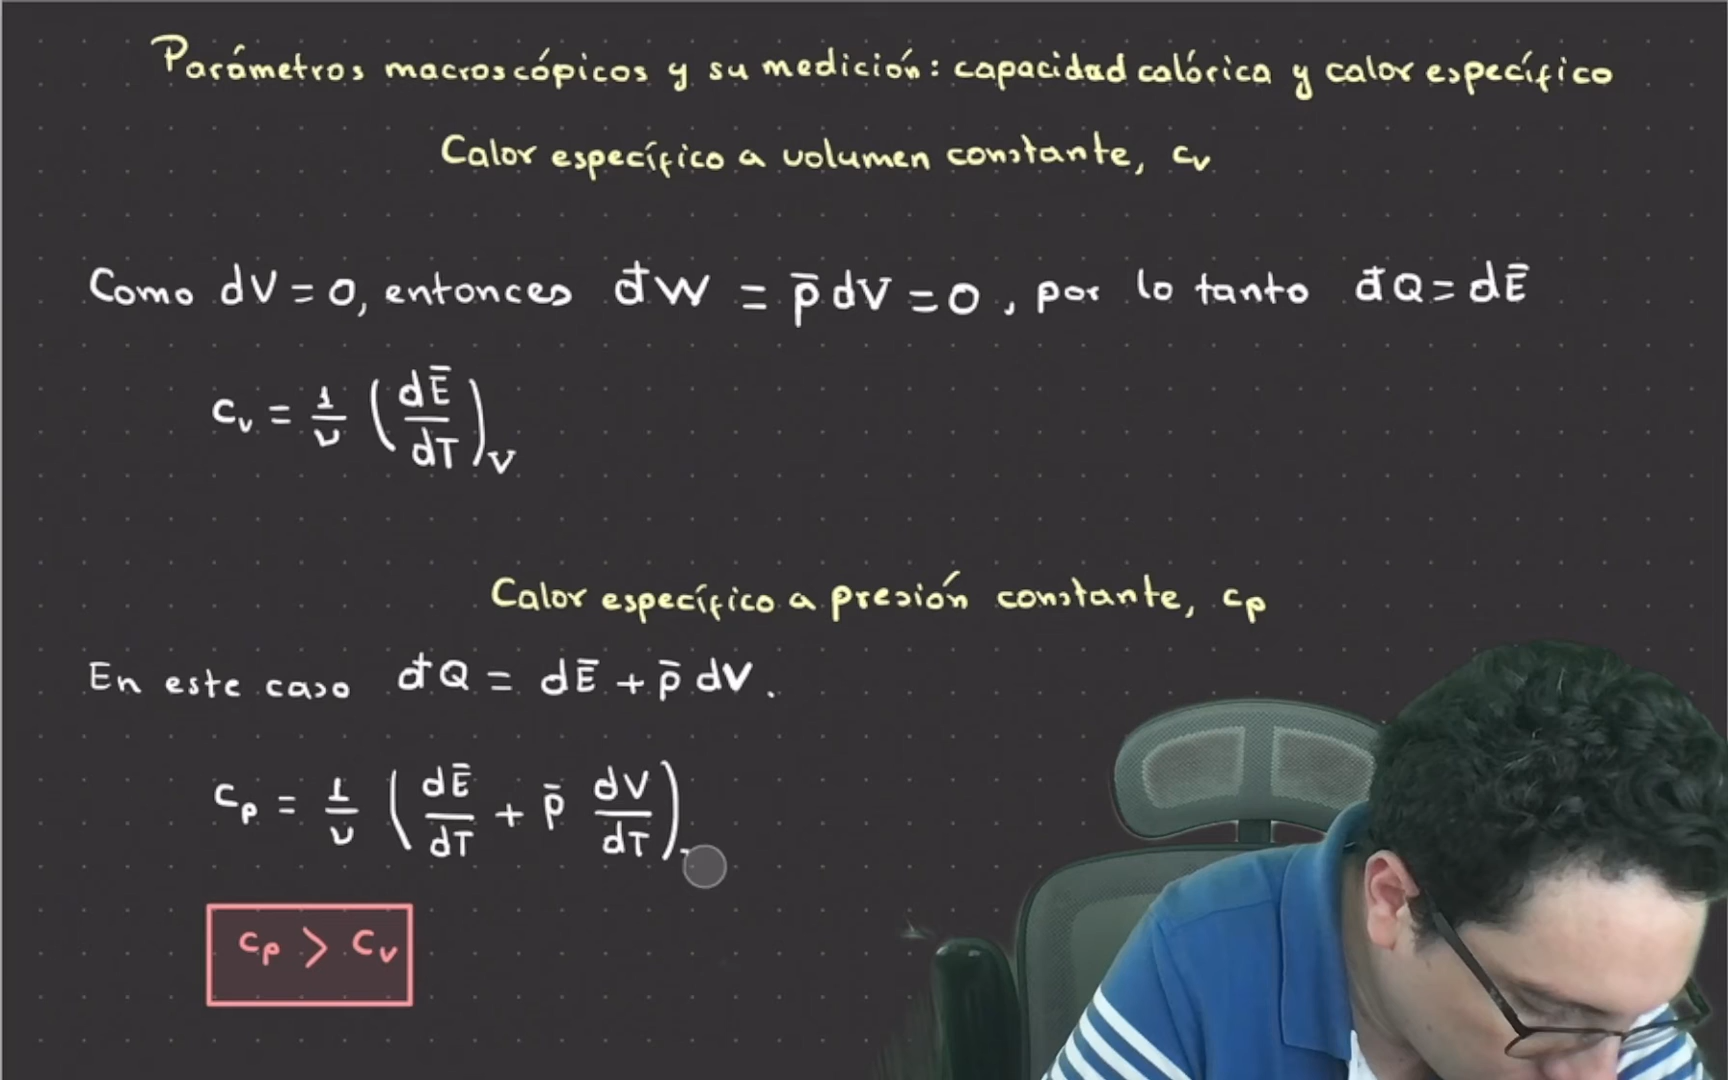 Parámetros macroscópicos y su medición: capacidad calórica y calor específico
Calor específico a volumen constante, cᵥ
Como dV = 0, entonces đW = p̄ dV = 0, por lo tanto đQ = dĒ
cᵥ = 1/ν (dĒ/dT)_V
Calor específico a presión constante, cₚ
En este caso đQ = dĒ + p̄ dV.
cₚ = 1/ν (dĒ/dT + p̄ dV/dT)
cₚ > cᵥ